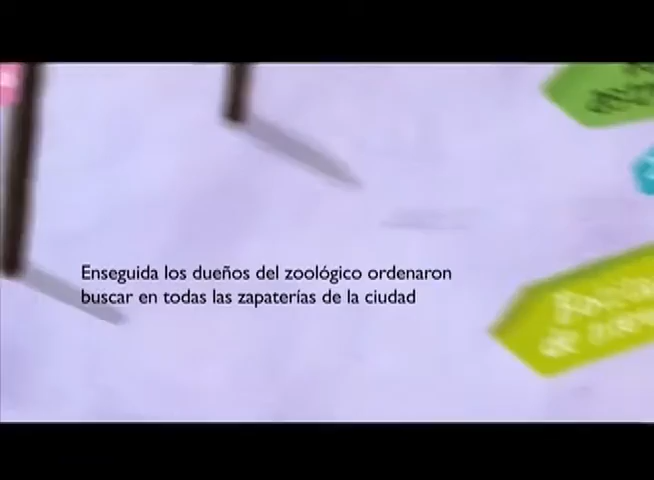 Enseguida los dueños del zoológico ordenaron
buscar en todas las zapaterías de la ciudad